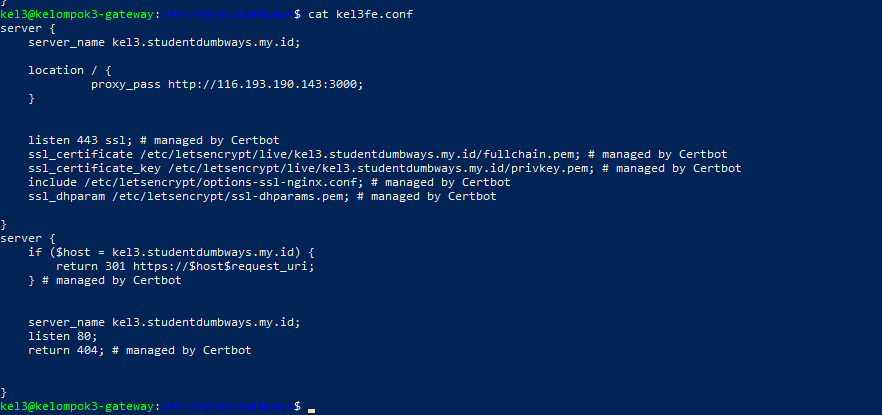 }
kel3@kelompok3-gateway:/etc/nginx/dumbways$ cat kel3fe.conf
server {
    server_name kel3.studentdumbways.my.id;
    location / {
             proxy_pass http://116.193.190.143:3000;
    }
    listen 443 ssl; # managed by Certbot
    ssl_certificate /etc/letsencrypt/live/kel3.studentdumbways.my.id/fullchain.pem; # managed by Certbot
    ssl_certificate_key /etc/letsencrypt/live/kel3.studentdumbways.my.id/privkey.pem; # managed by Certbot
    include /etc/letsencrypt/options-ssl-nginx.conf; # managed by Certbot
    ssl_dhparam /etc/letsencrypt/ssl-dhparams.pem; # managed by Certbot
}
server {
    if ($host = kel3.studentdumbways.my.id) {
        return 301 https://$host$request_uri;
    } # managed by Certbot
    server_name kel3.studentdumbways.my.id;
    listen 80;
    return 404; # managed by Certbot
}
kel3@kelompok3-gateway:/etc/nginx/dumbways$